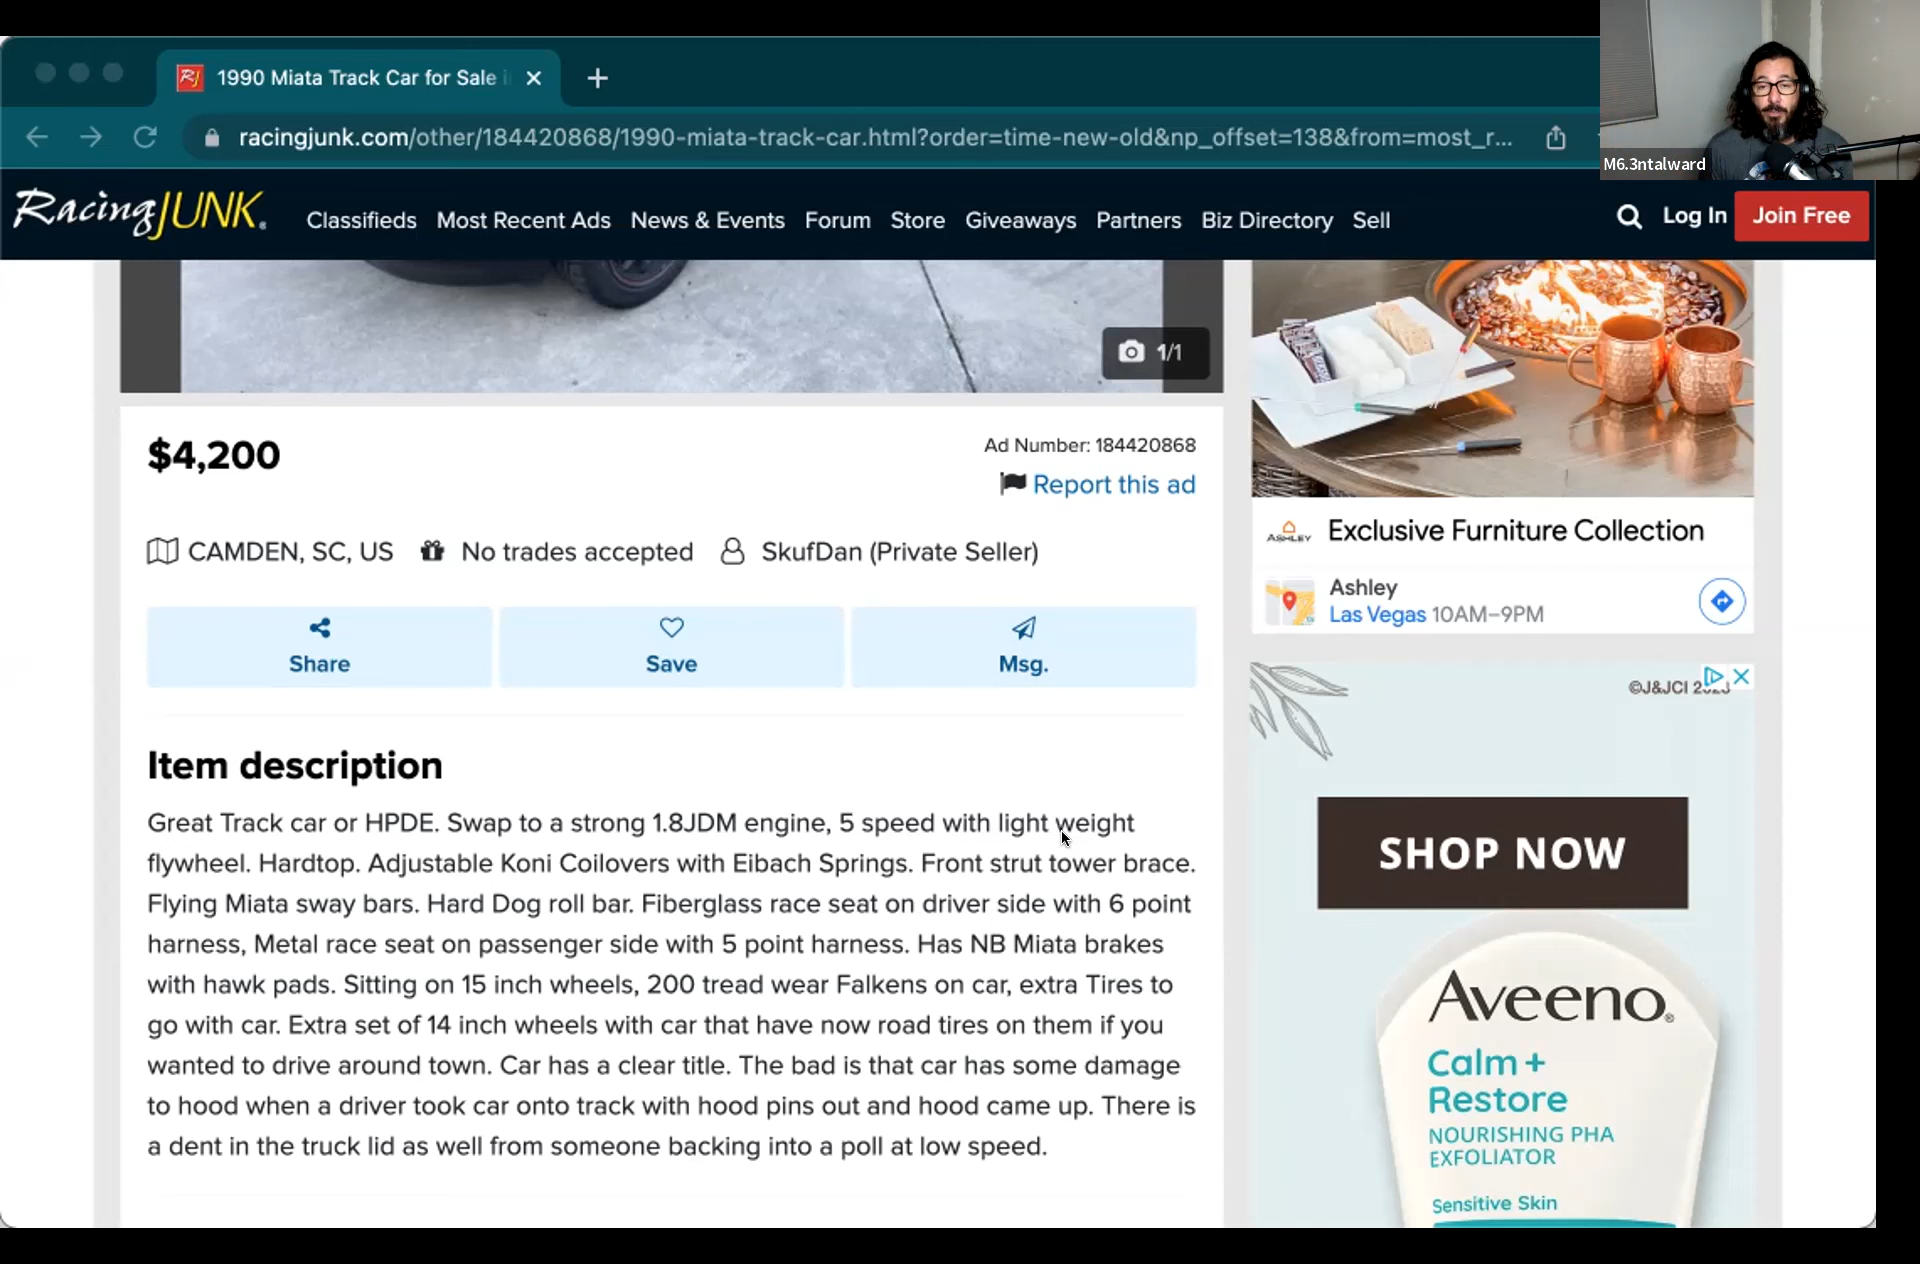 1990 Miata Track Car for Sale i
racingjunk.com/other/184420868/1990-miata-track-car.html?order=time-new-old&np_offset=138&from=most_r...
M6.3ntalward
RacingJUNK. Classifieds Most Recent Ads News & Events Forum Store Giveaways Partners Biz Directory Sell Log In Join Free
1/1
$4,200
Ad Number: 184420868
Report this ad
CAMDEN, SC, US No trades accepted SkufDan (Private Seller)
Share Save Msg.
Item description
Great Track car or HPDE. Swap to a strong 1.8JDM engine, 5 speed with light weight
flywheel. Hardtop. Adjustable Koni Coilovers with Eibach Springs. Front strut tower brace.
Flying Miata sway bars. Hard Dog roll bar. Fiberglass race seat on driver side with 6 point
harness, Metal race seat on passenger side with 5 point harness. Has NB Miata brakes
with hawk pads. Sitting on 15 inch wheels, 200 tread wear Falkens on car, extra Tires to
go with car. Extra set of 14 inch wheels with car that have now road tires on them if you
wanted to drive around town. Car has a clear title. The bad is that car has some damage
to hood when a driver took car onto track with hood pins out and hood came up. There is
a dent in the truck lid as well from someone backing into a poll at low speed.
ASHLEY
Exclusive Furniture Collection
Ashley
Las Vegas 10AM–9PM
©J&JCI
SHOP NOW
Aveeno®
Calm +
Restore
NOURISHING PHA
EXFOLIATOR
Sensitive Skin